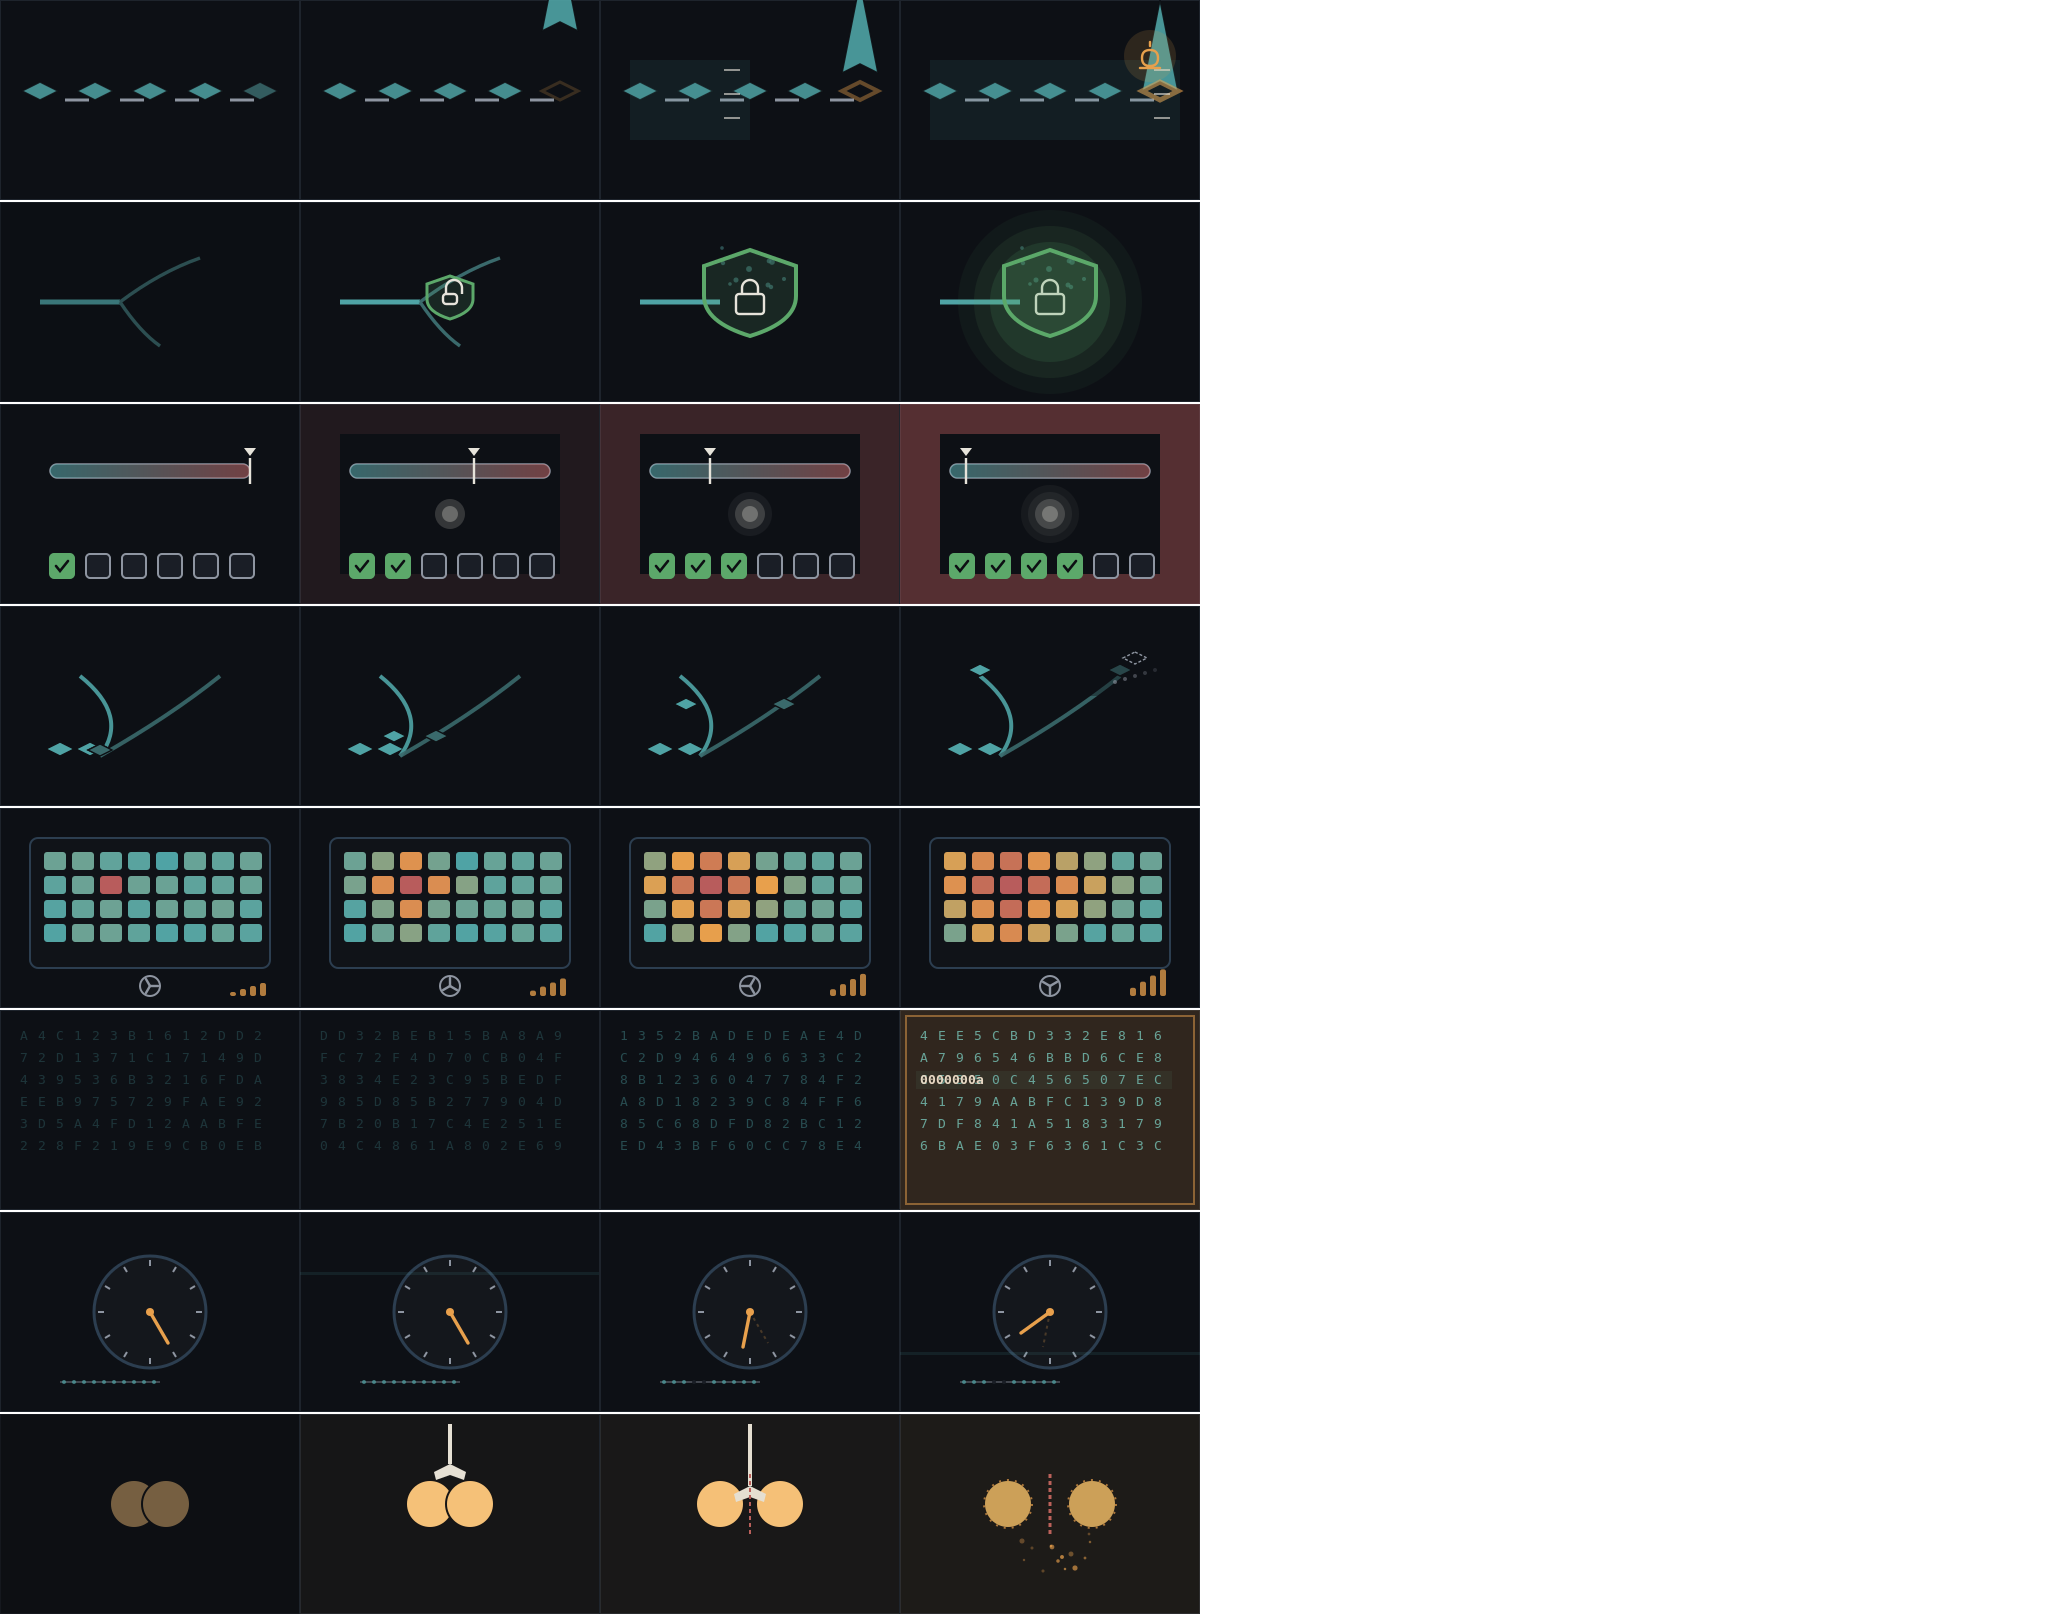 A 4 C 1 2 3 B 1 6 1 2 D D 2
7 2 D 1 3 7 1 C 1 7 1 4 9 D
4 3 9 5 3 6 B 3 2 1 6 F D A
E E B 9 7 5 7 2 9 F A E 9 2
3 D 5 A 4 F D 1 2 A A B F E
2 2 8 F 2 1 9 E 9 C B 0 E B
D D 3 2 B E B 1 5 B A 8 A 9
F C 7 2 F 4 D 7 0 C B 0 4 F
3 8 3 4 E 2 3 C 9 5 B E D F
9 8 5 D 8 5 B 2 7 7 9 0 4 D
7 B 2 0 B 1 7 C 4 E 2 5 1 E
0 4 C 4 8 6 1 A 8 0 2 E 6 9
1 3 5 2 B A D E D E A E 4 D
C 2 D 9 4 6 4 9 6 6 3 3 C 2
8 B 1 2 3 6 0 4 7 7 8 4 F 2
A 8 D 1 8 2 3 9 C 8 4 F F 6
8 5 C 6 8 D F D 8 2 B C 1 2
E D 4 3 B F 6 0 C C 7 8 E 4
4 E E 5 C B D 3 3 2 E 8 1 6
A 7 9 6 5 4 6 B B D 6 C E 8
0000000a 0 C 4 5 6 5 0 7 E C
4 1 7 9 A A B F C 1 3 9 D 8
7 D F 8 4 1 A 5 1 8 3 1 7 9
6 B A E 0 3 F 6 3 6 1 C 3 C